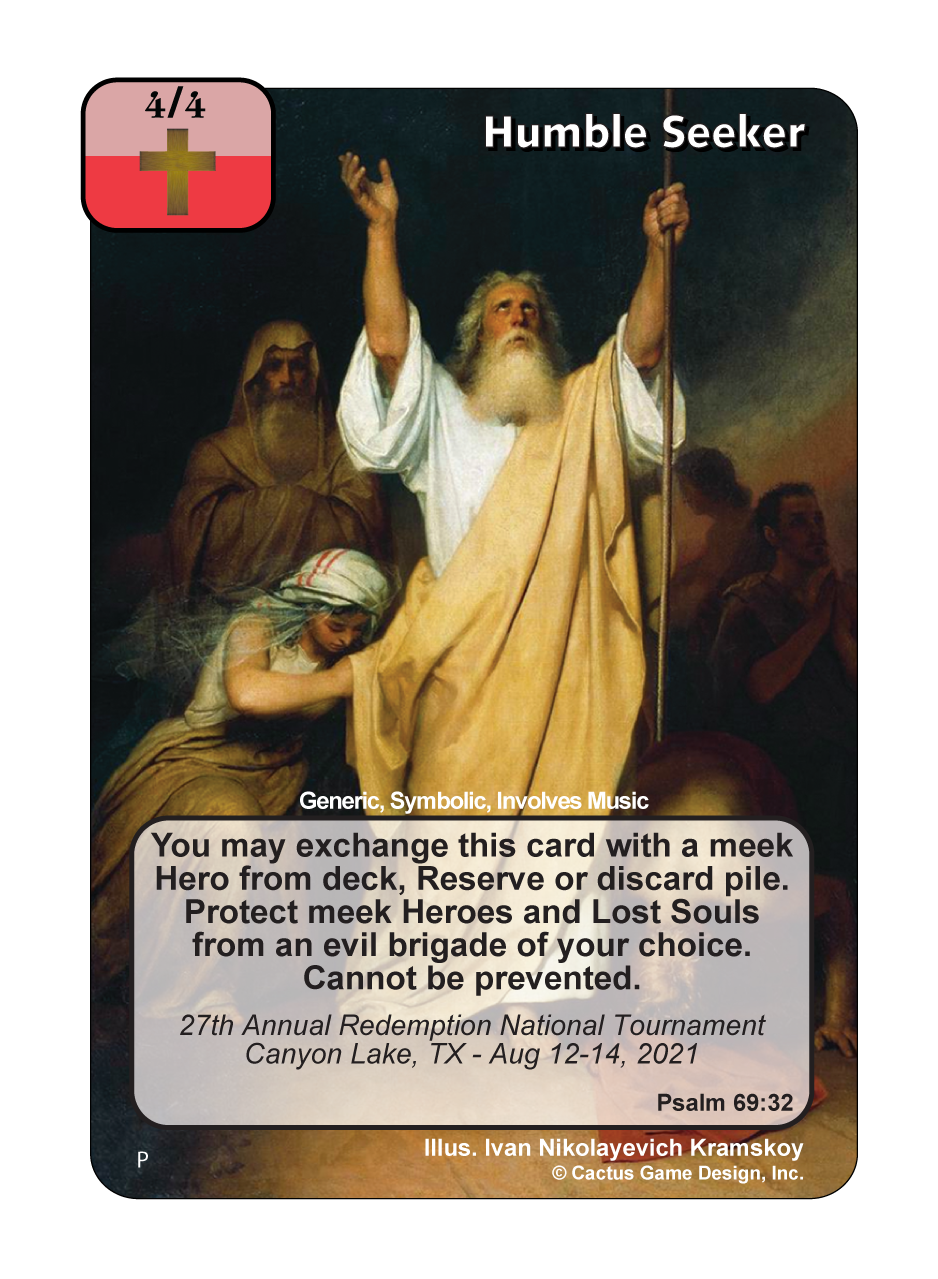 4/4
Humble Seeker
Generic, Symbolic, Involves Music
You may exchange this card with a meek
Hero from deck, Reserve or discard pile.
Protect meek Heroes and Lost Souls
from an evil brigade of your choice.
Cannot be prevented.
27th Annual Redemption National Tournament
Canyon Lake, TX - Aug 12-14, 2021
Psalm 69:32
P
Illus. Ivan Nikolayevich Kramskoy
© Cactus Game Design, Inc.